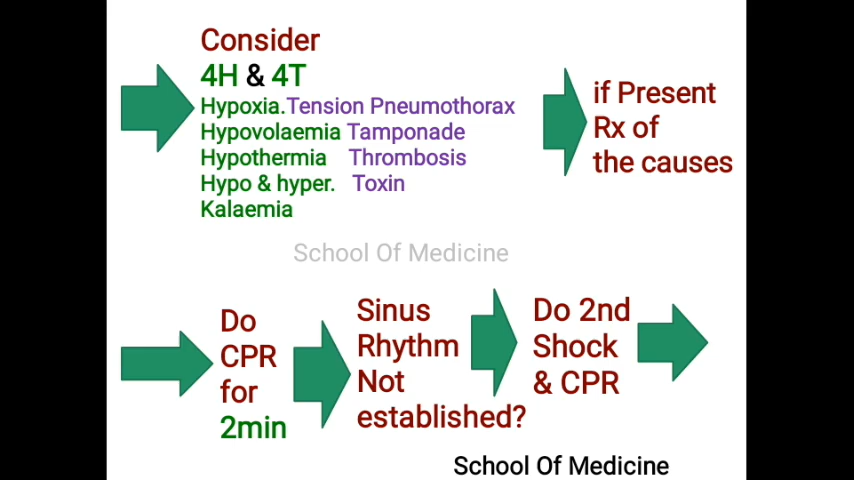 Consider
4H & 4T
Hypoxia.Tension Pneumothorax
Hypovolaemia Tamponade
Hypothermia Thrombosis
Hypo & hyper. Toxin
Kalaemia
if Present
Rx of
the causes
School Of Medicine
Do
CPR
for
2min
Sinus
Rhythm
Not
established?
Do 2nd
Shock
& CPR
School Of Medicine